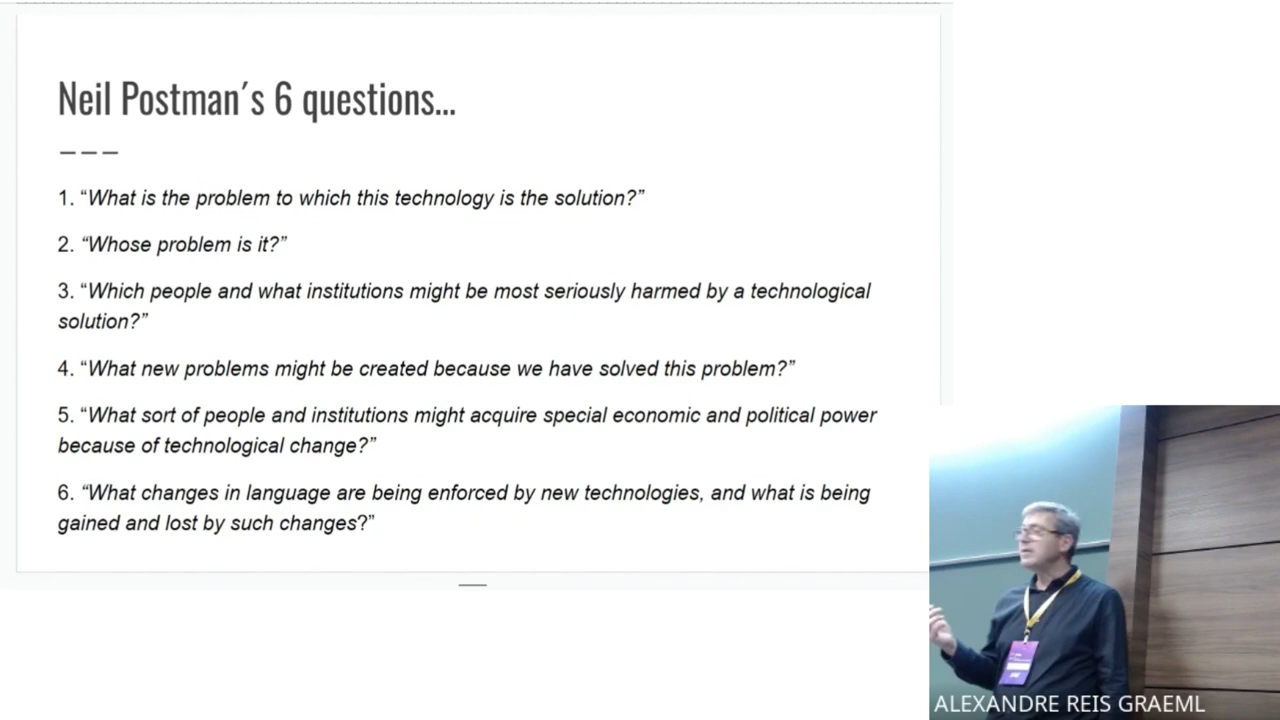 Neil Postman´s 6 questions...
1. “What is the problem to which this technology is the solution?”
2. “Whose problem is it?”
3. “Which people and what institutions might be most seriously harmed by a technological
solution?”
4. “What new problems might be created because we have solved this problem?”
5. “What sort of people and institutions might acquire special economic and political power
because of technological change?”
6. “What changes in language are being enforced by new technologies, and what is being
gained and lost by such changes?”
ALEXANDRE REIS GRAEML